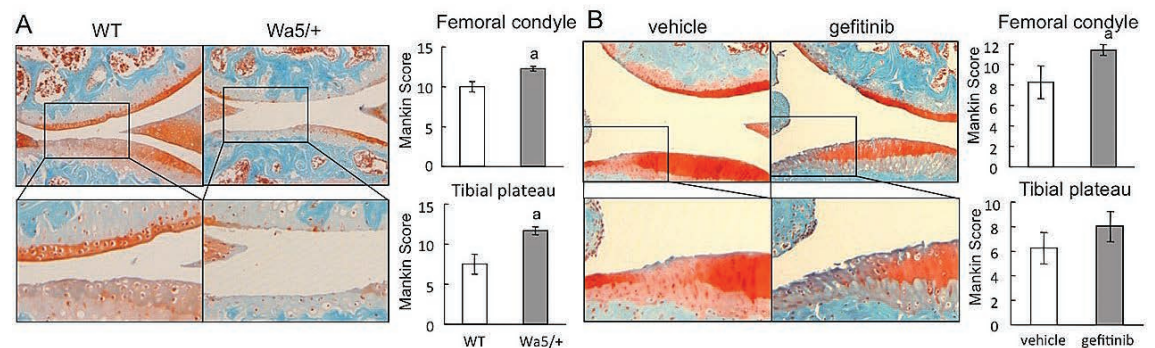 A
WT
Wa5/+
Femoral condyle
a
Mankin Score
15
10
5
0
Tibial plateau
a
Mankin Score
15
10
5
0
WT
Wa5/+
B
vehicle
gefitinib
Femoral condyle
a
Mankin Score
12
10
8
6
4
2
0
Tibial plateau
Mankin Score
10
8
6
4
2
0
vehicle
gefitinib